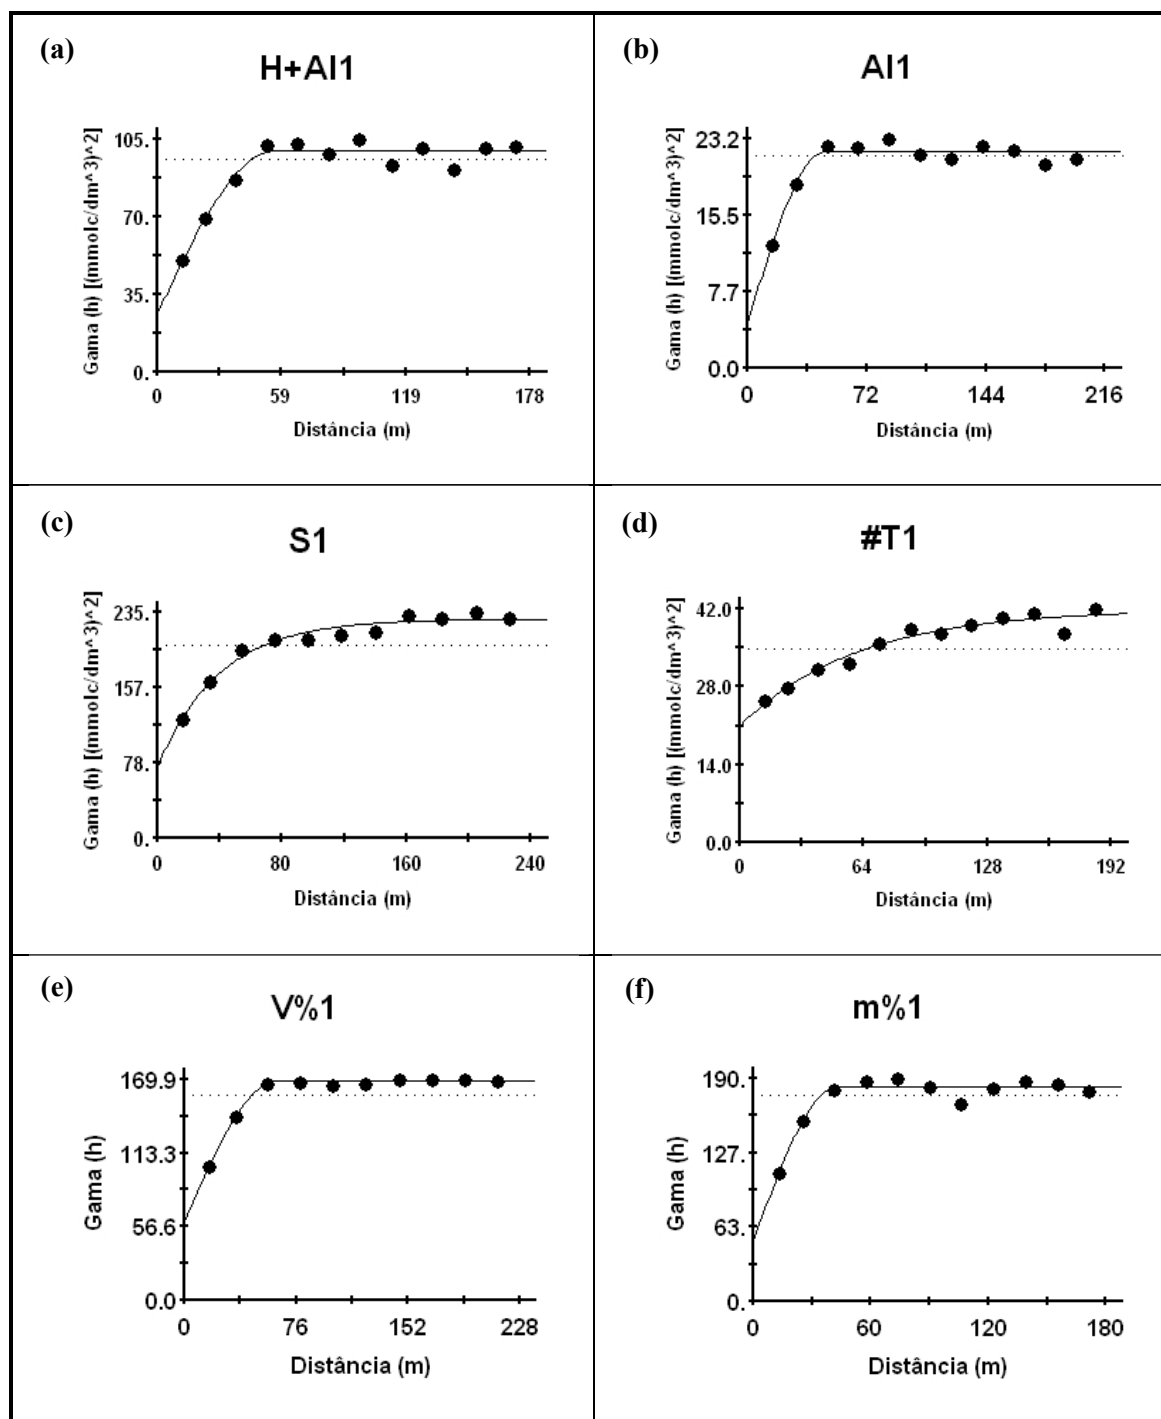 (a)
H+Al1
Gama (h) [(mmolc/dm^3)^2]
105.
70.
35.
0.
0 59 119 178
Distância (m)
(b)
Al1
Gama (h) [(mmolc/dm^3)^2]
23.2
15.5
7.7
0.0
0 72 144 216
Distância (m)
(c)
S1
Gama (h) [(mmolc/dm^3)^2]
235.
157.
78.
0.
0 80 160 240
Distância (m)
(d)
#T1
Gama (h) [(mmolc/dm^3)^2]
42.0
28.0
14.0
0.0
0 64 128 192
Distância (m)
(e)
V%1
Gama (h)
169.9
113.3
56.6
0.0
0 76 152 228
Distância (m)
(f)
m%1
Gama (h)
190.
127.
63.
0.
0 60 120 180
Distância (m)